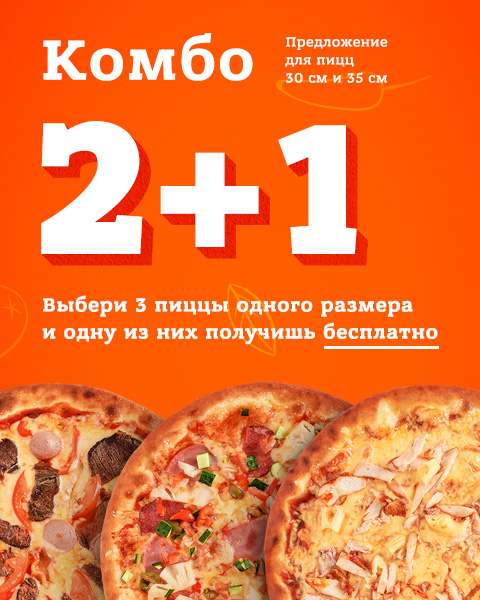 Комбо
Предложение
для пицц
30 см и 35 см
2+1
Выбери 3 пиццы одного размера
и одну из них получишь бесплатно